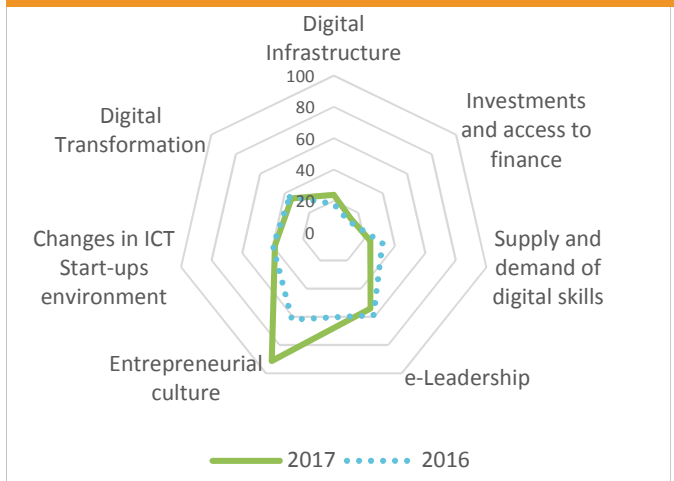 Digital
Infrastructure
100
80
60
40
20
0
Investments
and access to
finance
Supply and
demand of
digital skills
e-Leadership
Entrepreneurial
culture
Changes in ICT
Start-ups
environment
Digital
Transformation
2017
2016